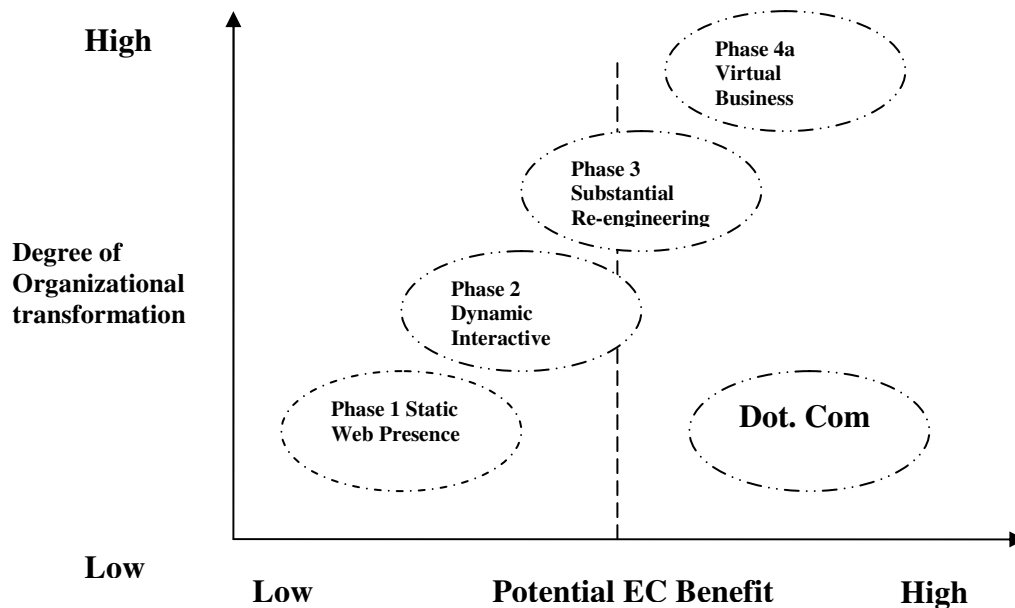 High
Phase 4a
Virtual
Business
Phase 3
Substantial
Re-engineering
Degree of
Organizational
transformation
Phase 2
Dynamic
Interactive
Phase 1 Static
Web Presence
Dot. Com
Low
Low
Potential EC Benefit
High